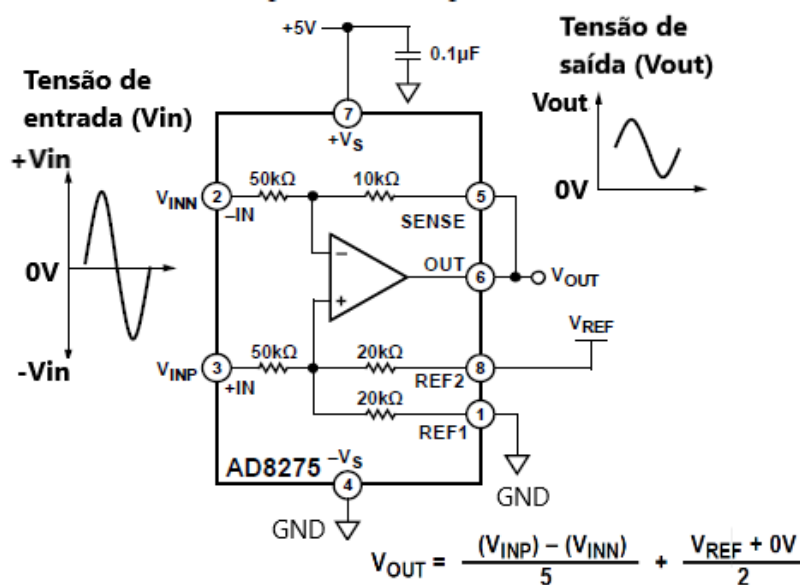 +5V
0.1µF
Tensão de
saída (Vout)
Tensão de
entrada (Vin)
Vout
0V
7
+VS
+Vin
0V
-Vin
VINN
2
–IN
50kΩ
10kΩ
5
SENSE
–
+
OUT
6
VOUT
VREF
VINP
3
+IN
50kΩ
20kΩ
8
REF2
20kΩ
1
REF1
AD8275
–VS
4
GND
GND
VOUT = (VINP) – (VINN) / 5 + VREF + 0V / 2